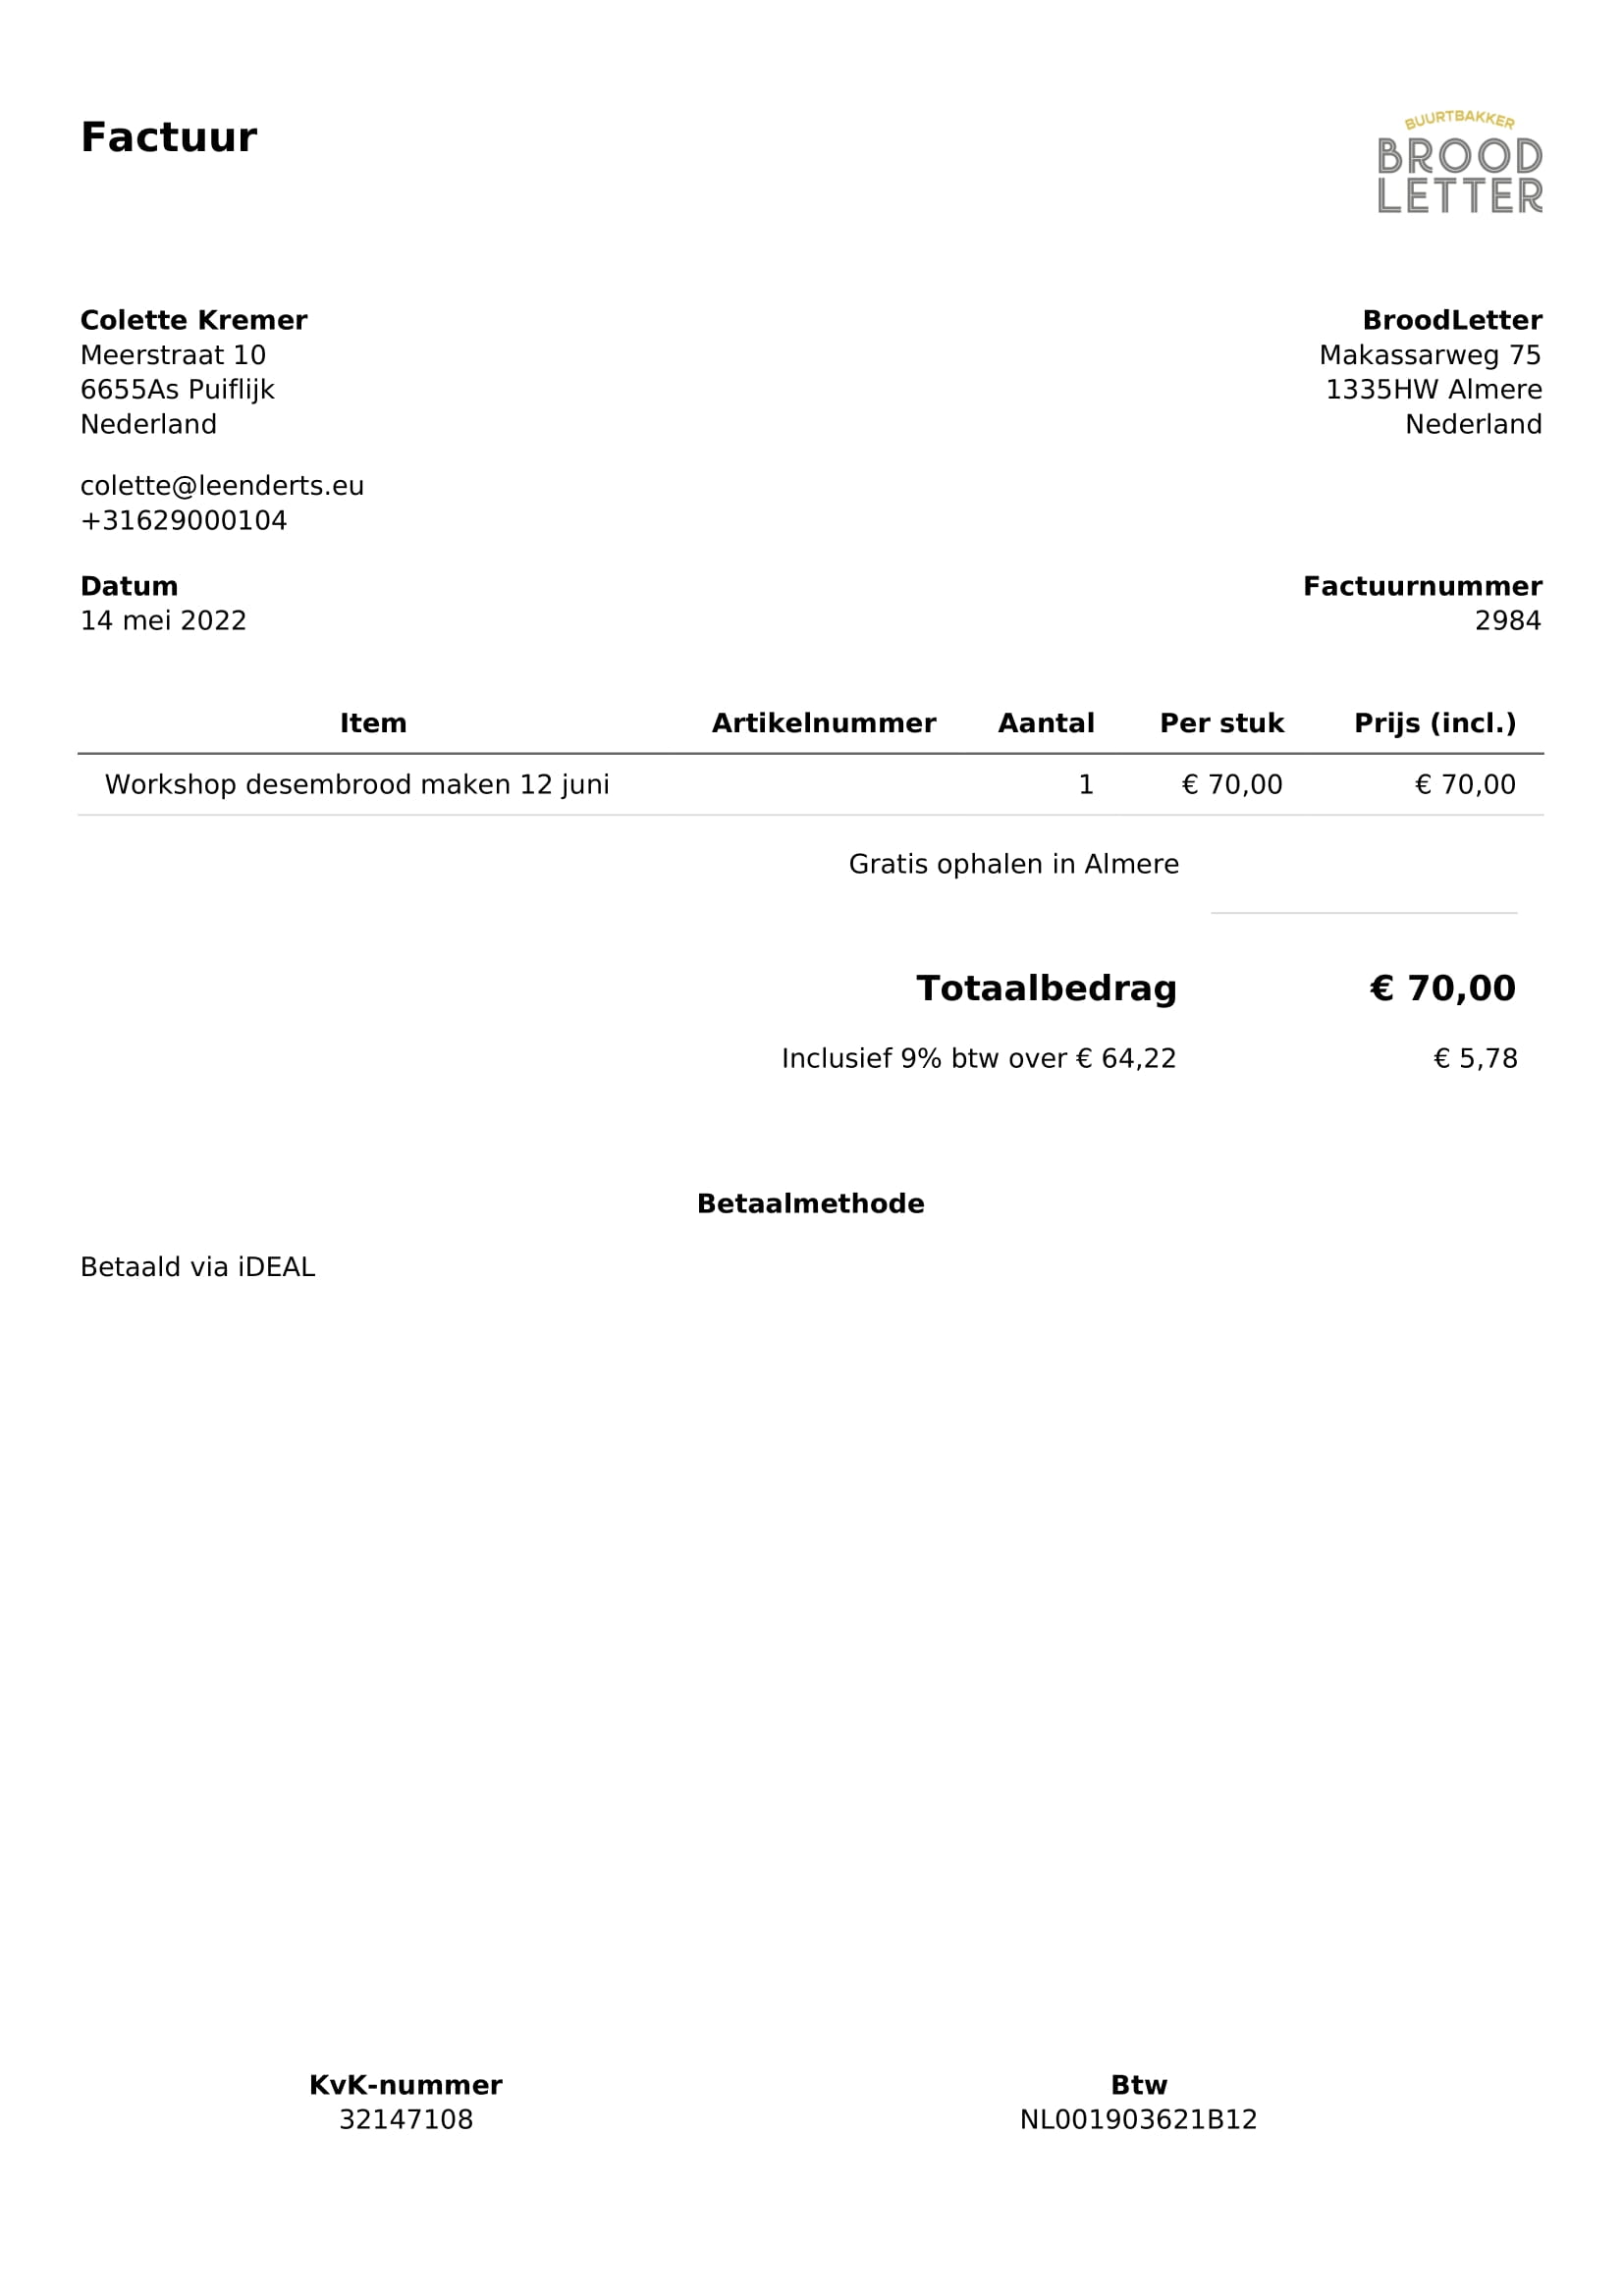 Factuur
BUURTBAKKER
BROOD
LETTER
Colette Kremer
Meerstraat 10
6655As Puiflijk
Nederland
colette@leenderts.eu
+31629000104
BroodLetter
Makassarweg 75
1335HW Almere
Nederland
Datum
14 mei 2022
Factuurnummer
2984
Item Artikelnummer Aantal Per stuk Prijs (incl.)
Workshop desembrood maken 12 juni 1 € 70,00 € 70,00
Gratis ophalen in Almere
Totaalbedrag € 70,00
Inclusief 9% btw over € 64,22 € 5,78
Betaalmethode
Betaald via iDEAL
KvK-nummer
32147108
Btw
NL001903621B12